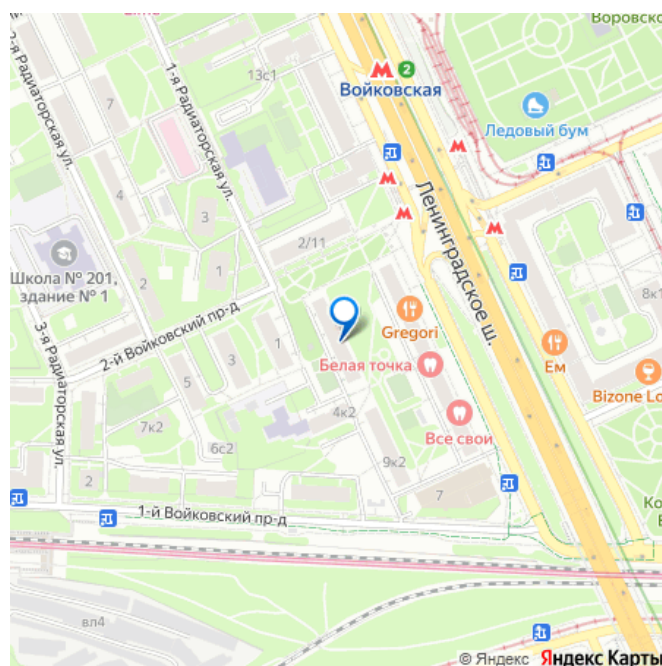 Воровско
13с1
2
Войковская
2-я Радиаторская ул.
1-я Радиаторская ул.
7
Ледовый бум
4
3
Ленинградское ш.
2/11
Школа № 201,
здание № 1
2
1
8к1
3-я Радиаторская ул.
2-й Войковский пр-д
Gregori
1
3
Белая точка
Ем
5
Bizone Lo
7к2
4к2
Все свои
6с2
9к2
2
7
1-й Войковский пр-д
вл4
© Яндекс Яндекс Карты